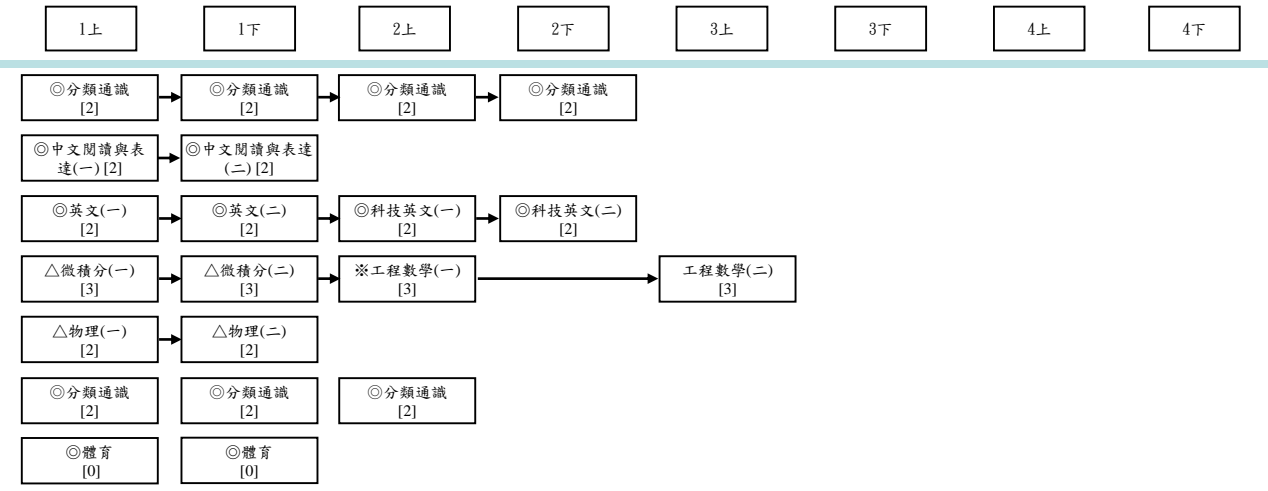 1上 1下 2上 2下 3上 3下 4上 4下
◎分類通識 ◎分類通識 ◎分類通識 ◎分類通識
[2] [2] [2] [2]
◎中文閱讀與表 ◎中文閱讀與表達
達(一) [2] (二) [2]
◎英文(一) ◎英文(二) ◎科技英文(一) ◎科技英文(二)
[2] [2] [2] [2]
△微積分(一) △微積分(二) ※工程數學(一) 工程數學(二)
[3] [3] [3] [3]
△物理(一) △物理(二)
[2] [2]
◎分類通識 ◎分類通識 ◎分類通識
[2] [2] [2]
◎體育 ◎體育
[0] [0]